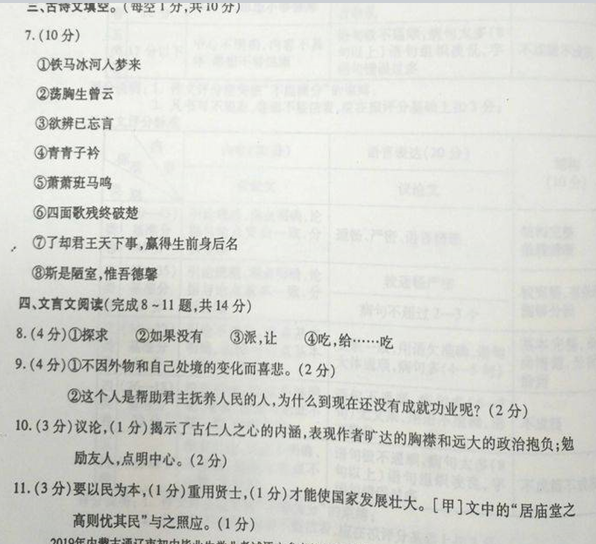 三、古诗文填空。(每空1分,共10分)
7.(10分)
①铁马冰河入梦来
②荡胸生曾云
③欲辨已忘言
④青青子衿
⑤萧萧班马鸣
⑥四面歌残终破楚
⑦了却君王天下事,赢得生前身后名
⑧斯是陋室,惟吾德馨
四、文言文阅读(完成8~11题,共14分)
8.(4分)①探求 ②如果没有 ③派,让 ④吃,给……吃
9.(4分)①不因外物和自己处境的变化而喜悲。(2分)
②这个人是帮助君主抚养人民的人,为什么到现在还没有成就功业呢?(2分)
10.(3分)议论,(1分)揭示了古仁人之心的内涵,表现作者旷达的胸襟和远大的政治抱负;勉
励友人,点明中心。(2分)
11.(3分)要以民为本,(1分)重用贤士,(1分)才能使国家发展壮大。[甲]文中的“居庙堂之
高则忧其民”与之照应。(1分)